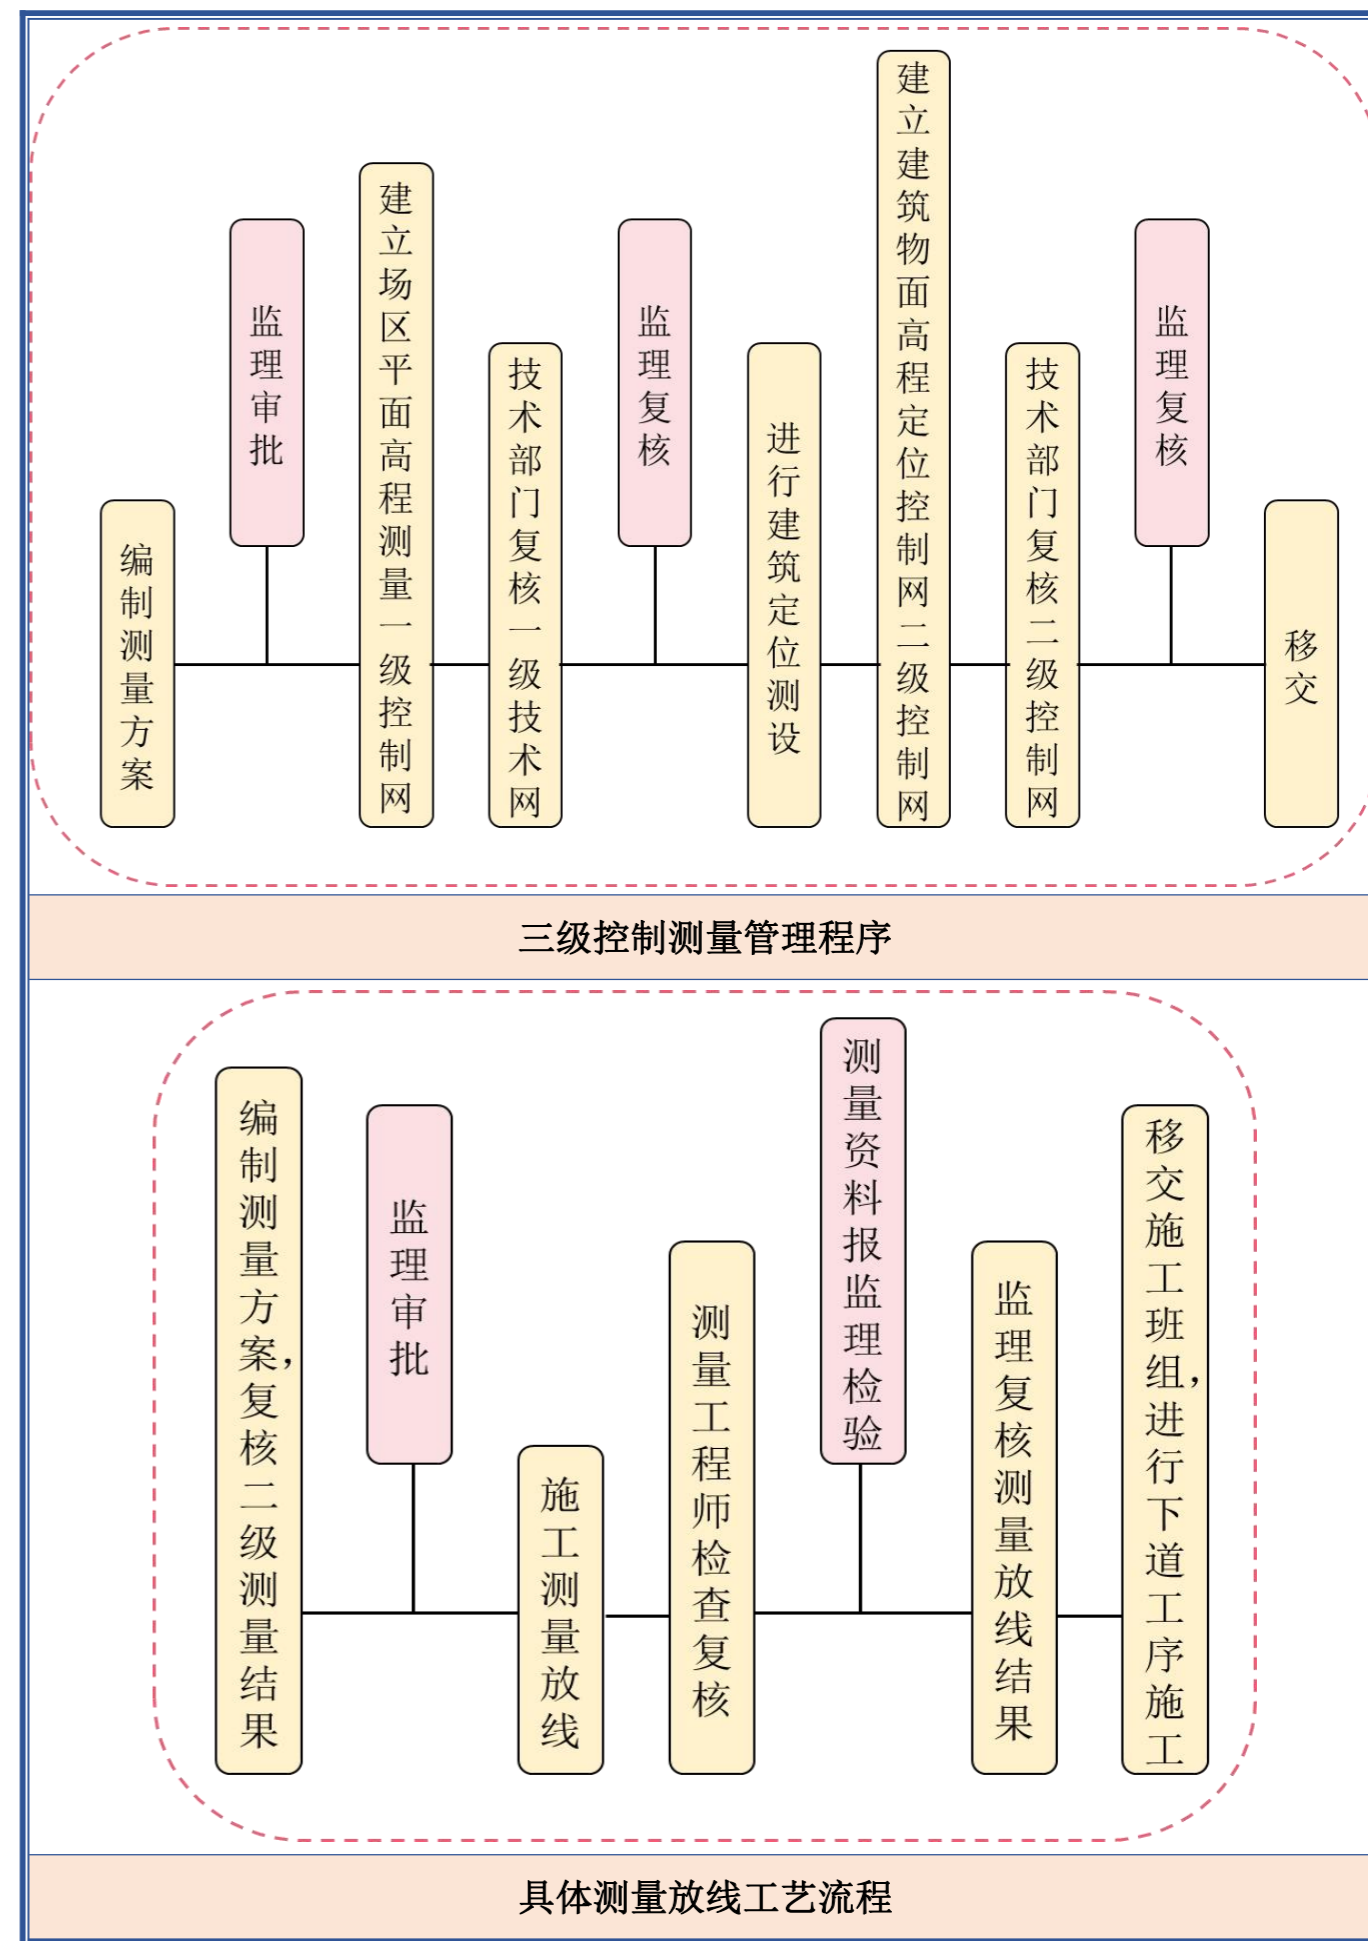 编制测量方案
监理审批
建立场区平面高程测量一级控制网
技术部门复核一级技术网
监理复核
进行建筑定位测设
建立建筑物面高程定位控制网二级控制网
技术部门复核二级控制网
监理复核
移交
三级控制测量管理程序
编制测量方案，复核二级测量结果
监理审批
施工测量放线
测量工程师检查复核
测量资料报监理检验
监理复核测量放线结果
移交施工班组，进行下道工序施工
具体测量放线工艺流程